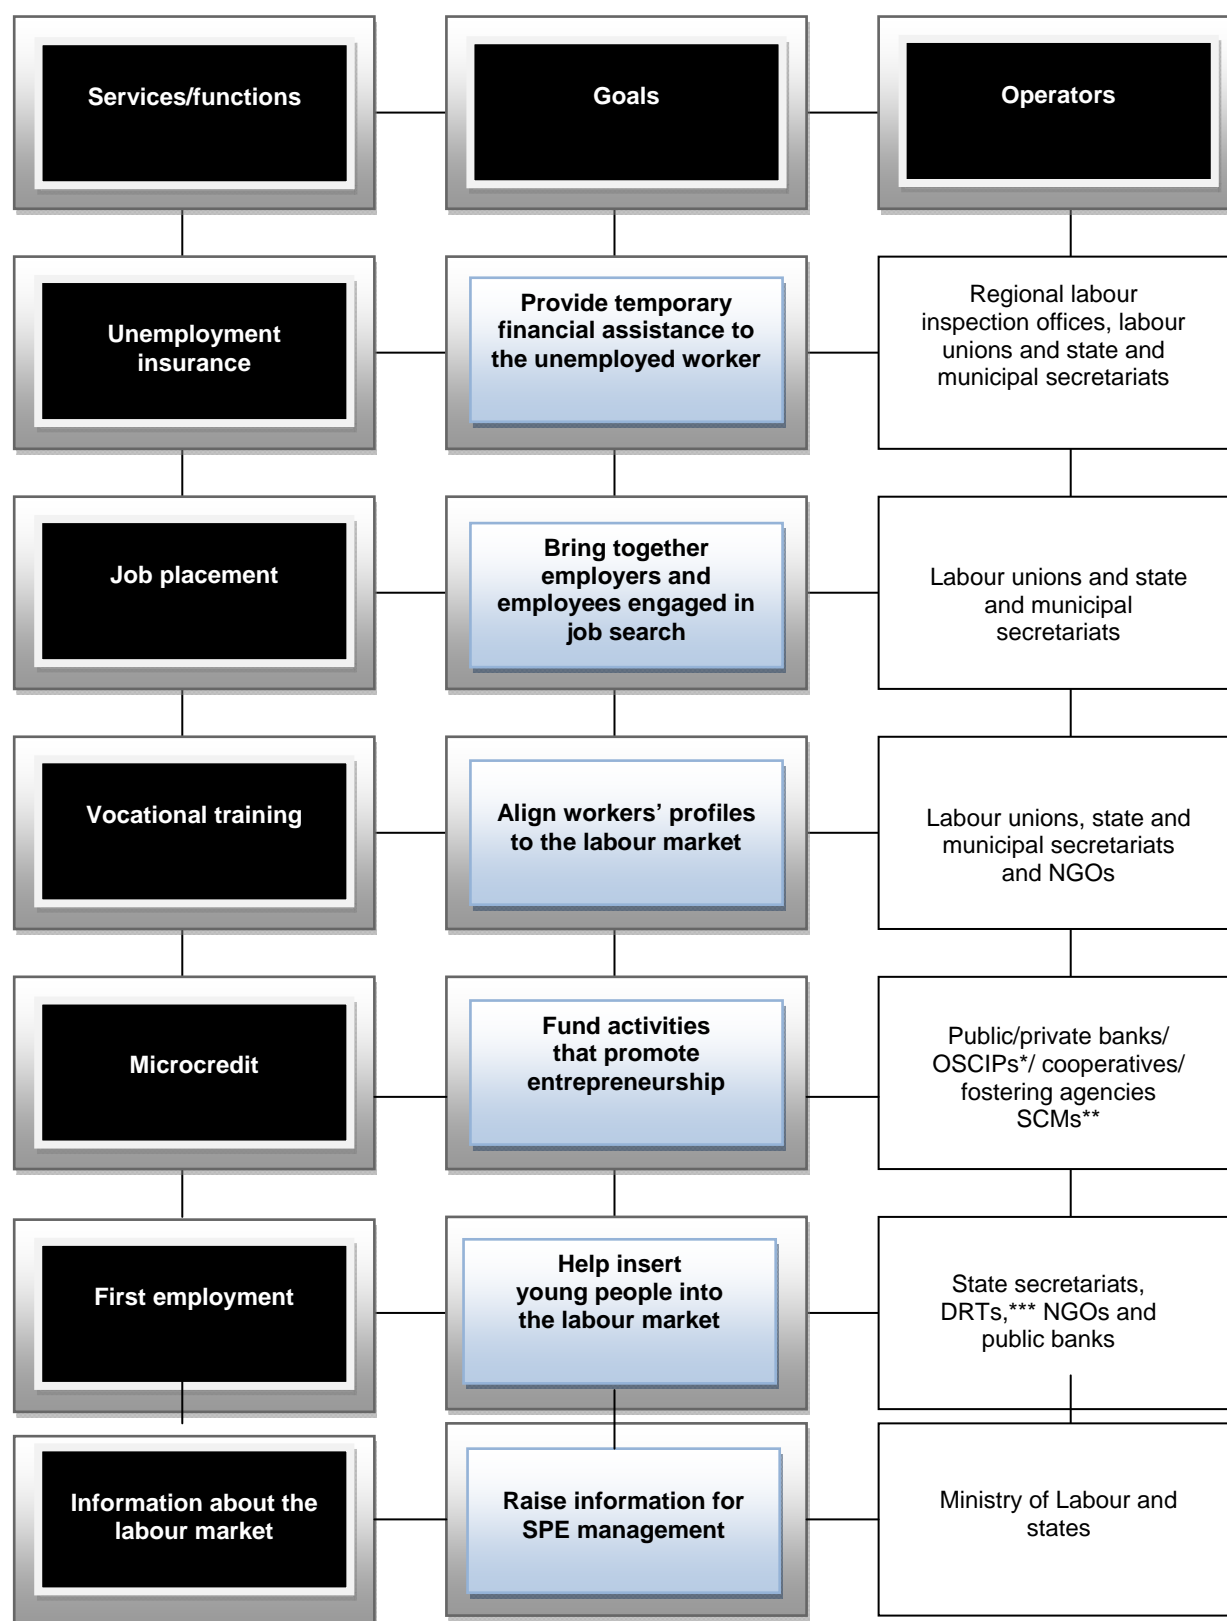 Services/functions
Goals
Operators
Unemployment
insurance
Provide temporary
financial assistance to
the unemployed worker
Regional labour
inspection offices, labour
unions and state and
municipal secretariats
Job placement
Bring together
employers and
employees engaged in
job search
Labour unions and state
and municipal
secretariats
Vocational training
Align workers’ profiles
to the labour market
Labour unions, state and
municipal secretariats
and NGOs
Microcredit
Fund activities
that promote
entrepreneurship
Public/private banks/
OSCIPs*/ cooperatives/
fostering agencies
SCMs**
First employment
Help insert
young people into
the labour market
State secretariats,
DRTs,*** NGOs and
public banks
Information about the
labour market
Raise information for
SPE management
Ministry of Labour and
states